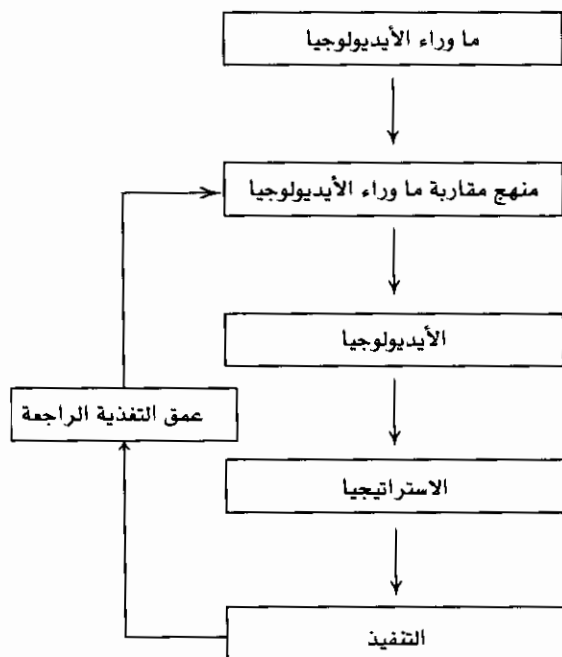 ما وراء الأيديولوجيا
منهج مقاربة ما وراء الأيديولوجيا
الأيديولوجيا
عمق التغذية الراجعة
الاستراتيجيا
التنفيذ